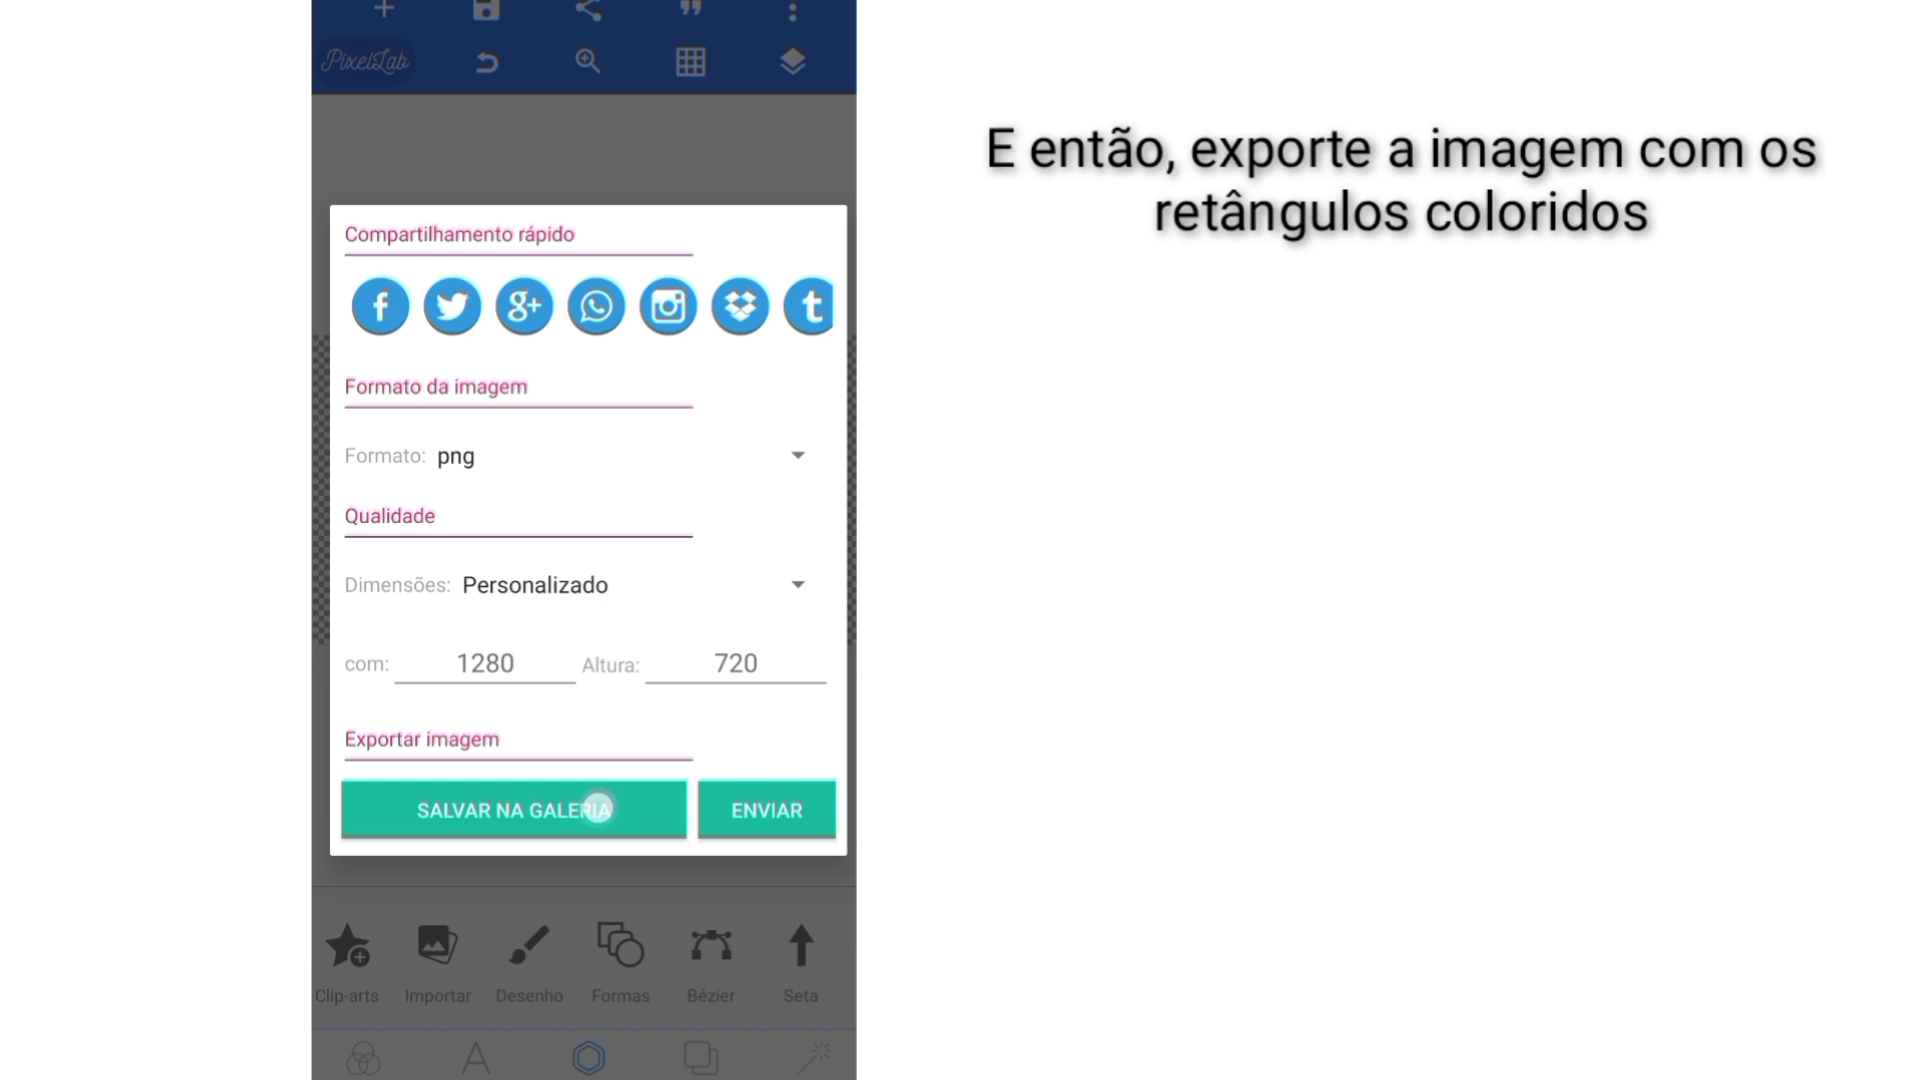 PixelLab
E então, exporte a imagem com os
retângulos coloridos
Compartilhamento rápido
Formato da imagem
Formato: png
Qualidade
Dimensões: Personalizado
com: 1280 Altura: 720
Exportar imagem
SALVAR NA GALERIA ENVIAR
Clip-arts Importar Desenho Formas Bézier Seta